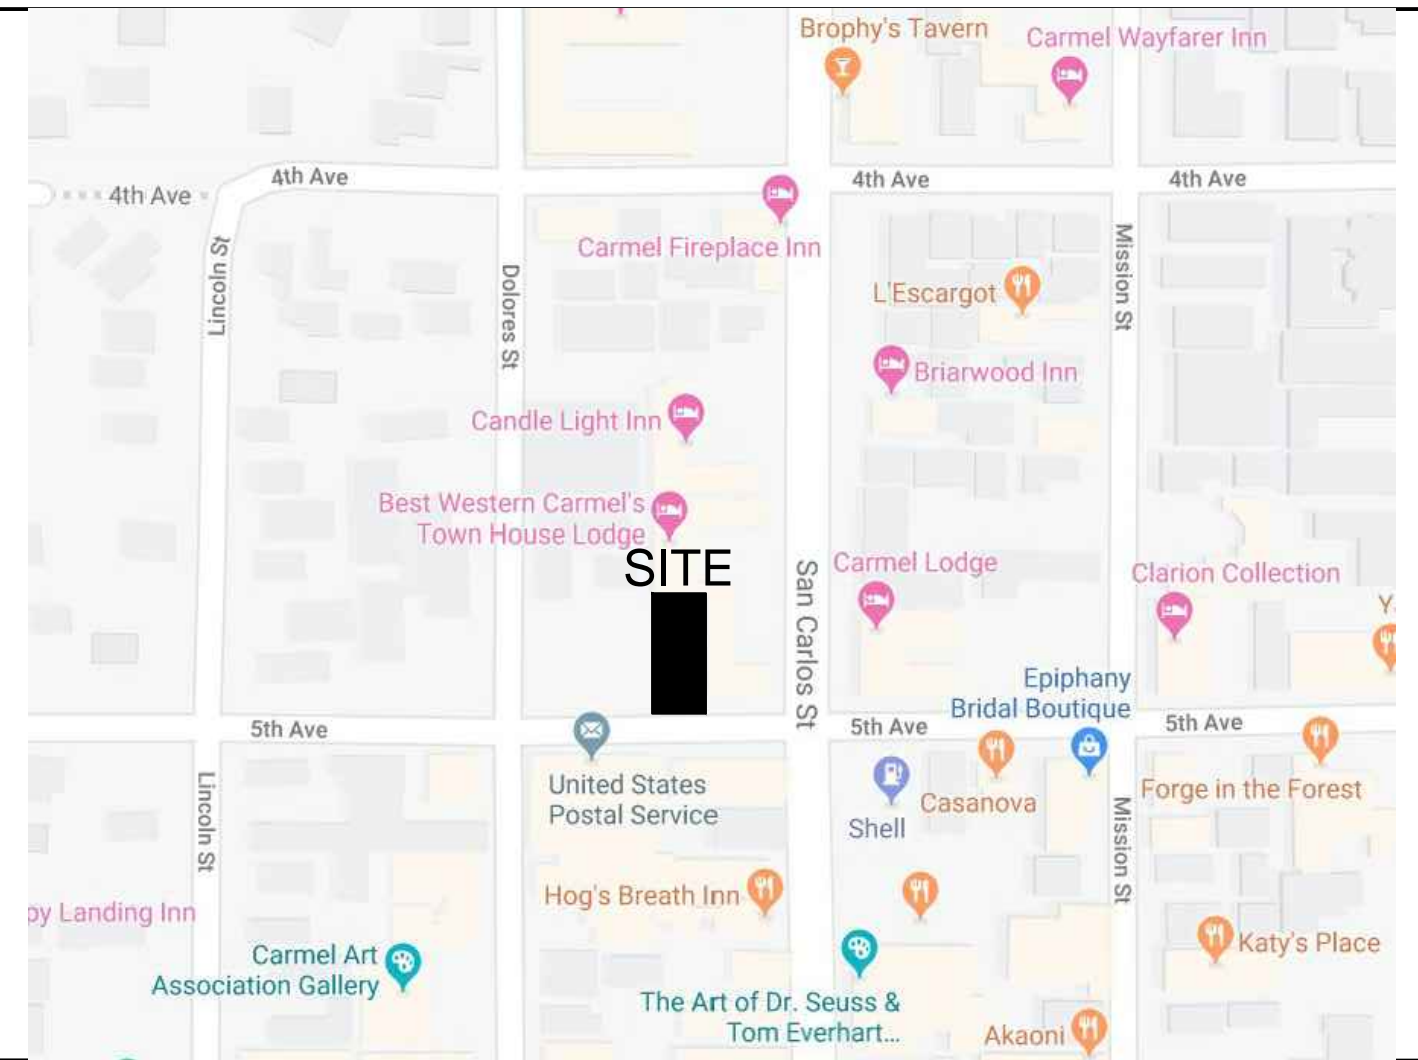 Brophy's Tavern
Carmel Wayfarer Inn
4th Ave
4th Ave
4th Ave
4th Ave
Lincoln St
Dolores St
Mission St
Carmel Fireplace Inn
L'Escargot
Briarwood Inn
Candle Light Inn
Best Western Carmel's
Town House Lodge
SITE
San Carlos St
Carmel Lodge
Clarion Collection
Epiphany
Bridal Boutique
5th Ave
5th Ave
5th Ave
United States
Postal Service
Shell
Casanova
Forge in the Forest
Lincoln St
Mission St
Hog's Breath Inn
py Landing Inn
Carmel Art
Association Gallery
Katy's Place
The Art of Dr. Seuss &
Tom Everhart...
Akaoni